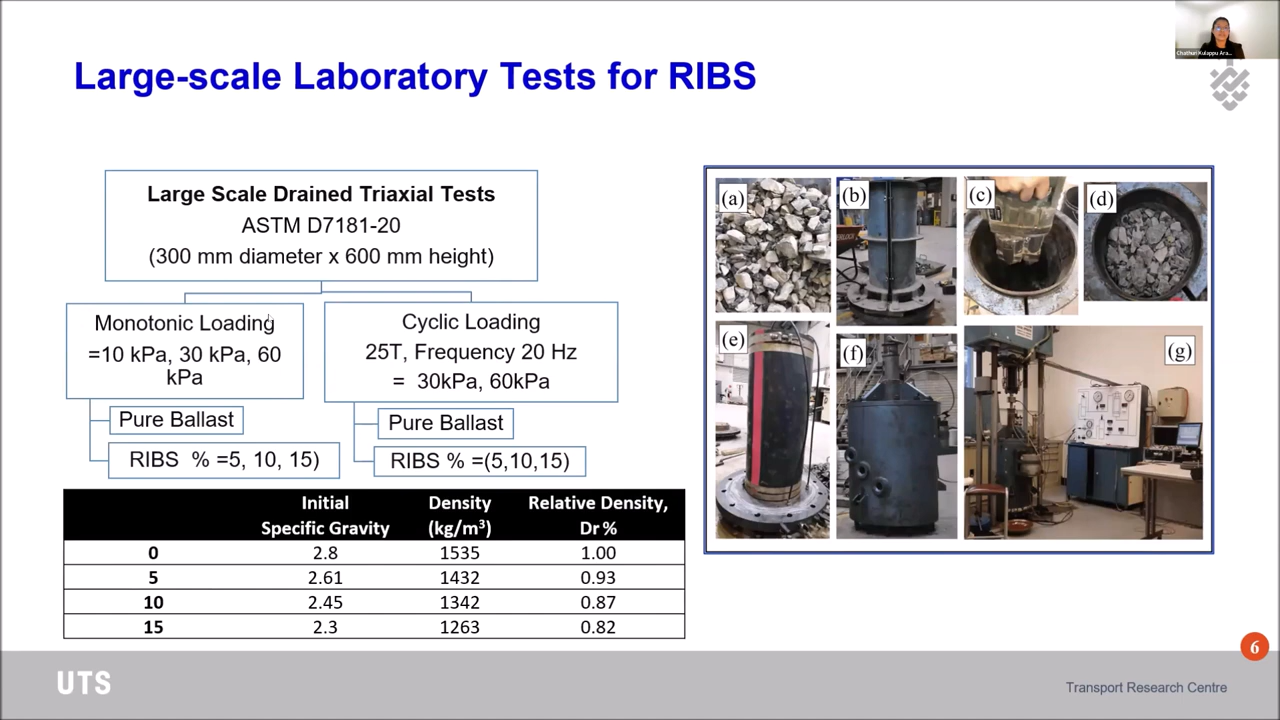 Chathuri Kulappu Ara...
Large-scale Laboratory Tests for RIBS
Large Scale Drained Triaxial Tests
ASTM D7181-20
(300 mm diameter x 600 mm height)
Monotonic Loading
=10 kPa, 30 kPa, 60
kPa
Pure Ballast
RIBS % =5, 10, 15)
Cyclic Loading
25T, Frequency 20 Hz
= 30kPa, 60kPa
Pure Ballast
RIBS % =(5,10,15)
Initial Specific Gravity Density (kg/m³) Relative Density, Dr %
0 2.8 1535 1.00
5 2.61 1432 0.93
10 2.45 1342 0.87
15 2.3 1263 0.82
(a)
(b)
(c)
(d)
(e)
(f)
(g)
6
UTS
Transport Research Centre